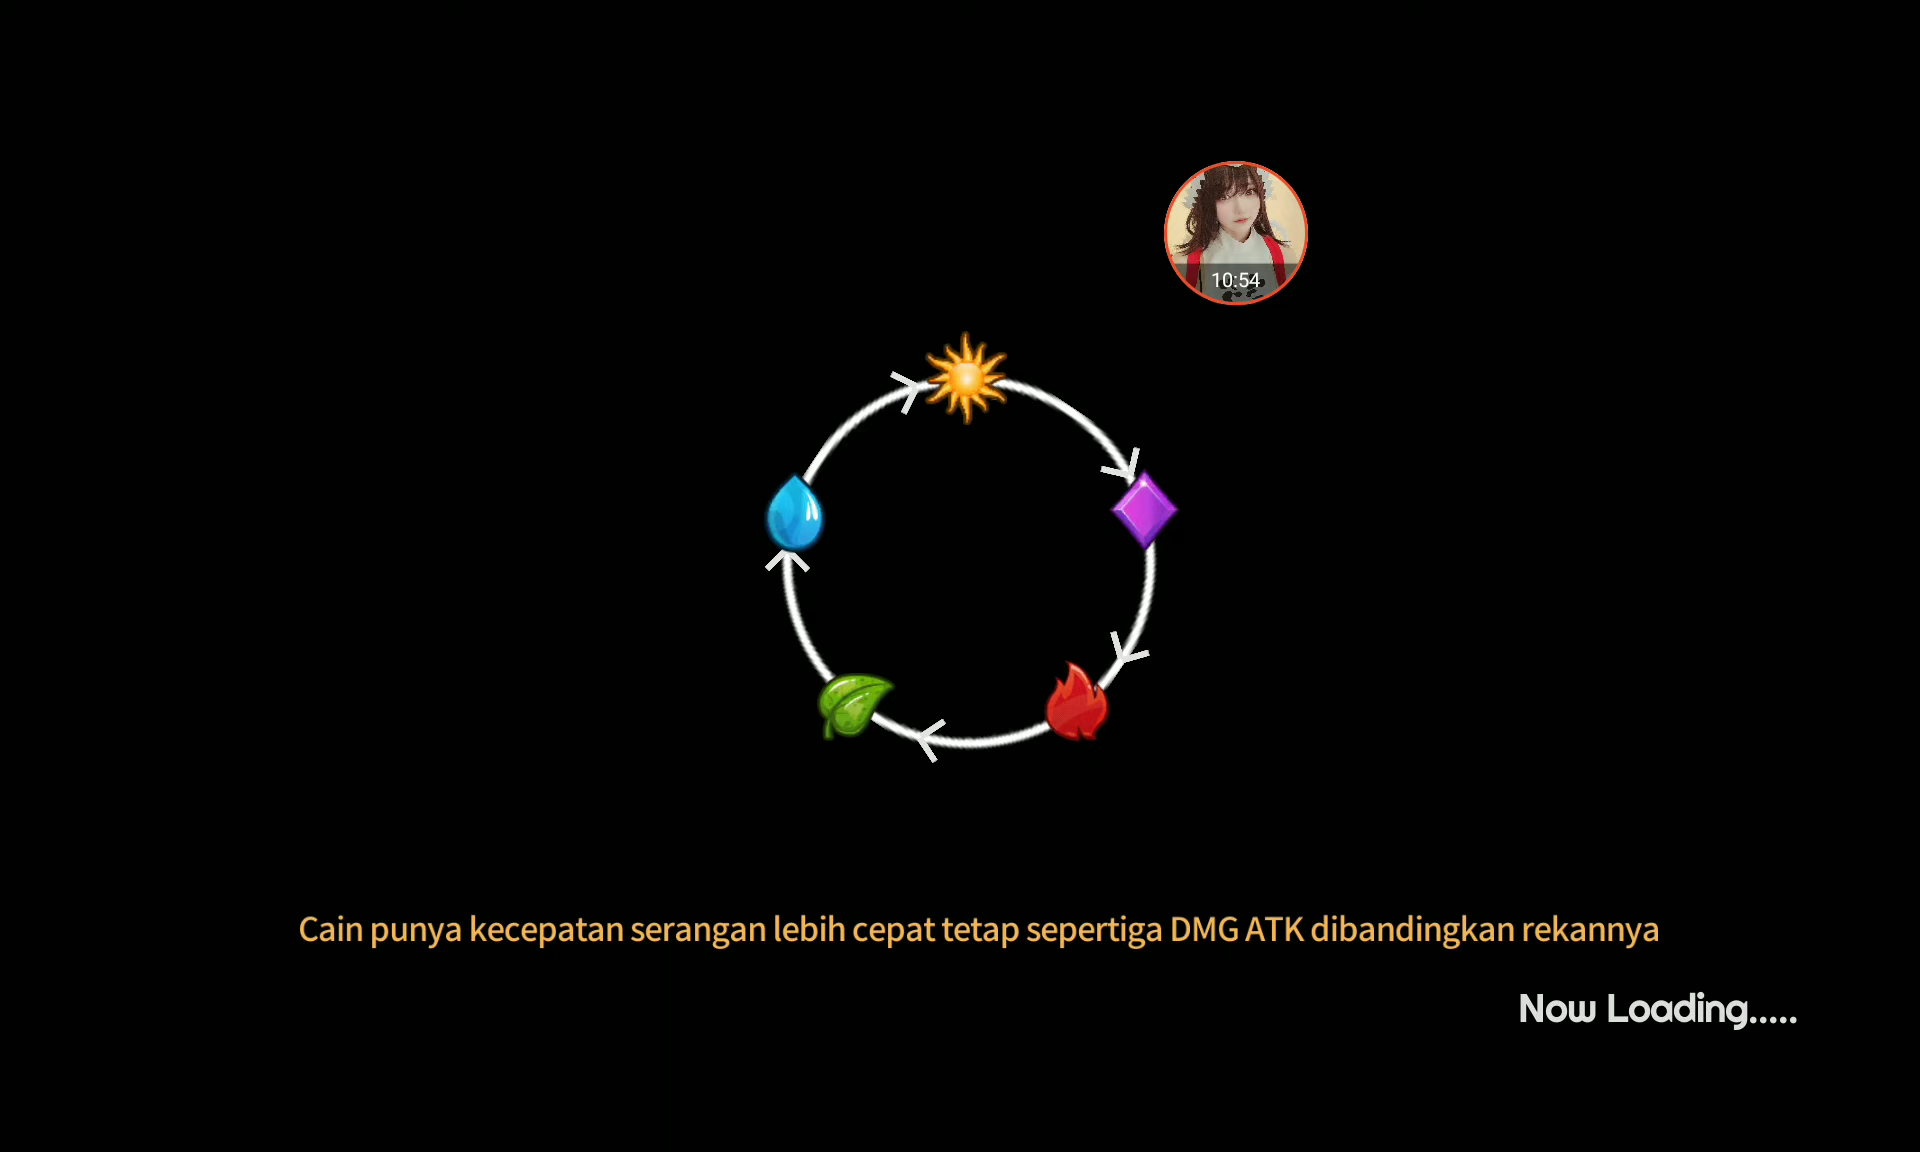 10:54
Cain punya kecepatan serangan lebih cepat tetap sepertiga DMG ATK dibandingkan rekannya
Now Loading.....